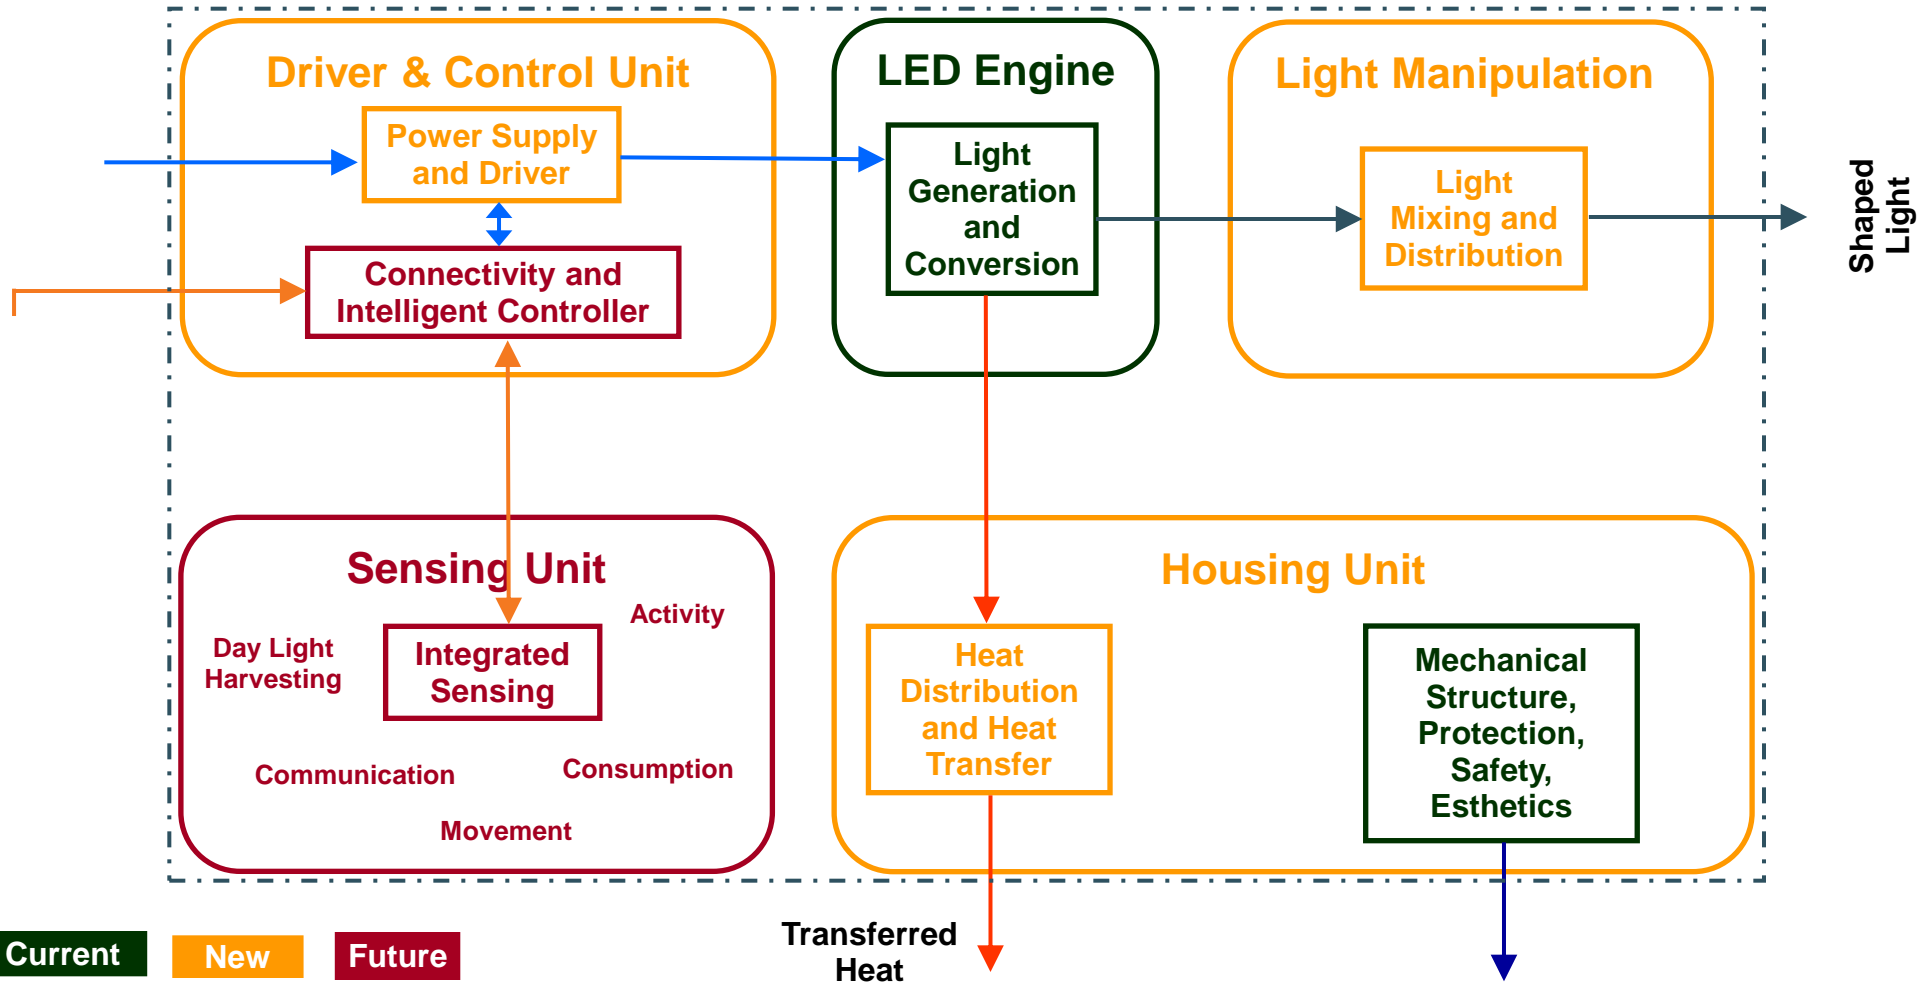 Driver & Control Unit
Power Supply
and Driver
Connectivity and
Intelligent Controller
LED Engine
Light
Generation
and
Conversion
Light Manipulation
Light
Mixing and
Distribution
Shaped
Light
Sensing Unit
Activity
Day Light
Harvesting
Integrated
Sensing
Communication
Consumption
Movement
Housing Unit
Heat
Distribution
and Heat
Transfer
Mechanical
Structure,
Protection,
Safety,
Esthetics
Transferred
Heat
Current
New
Future